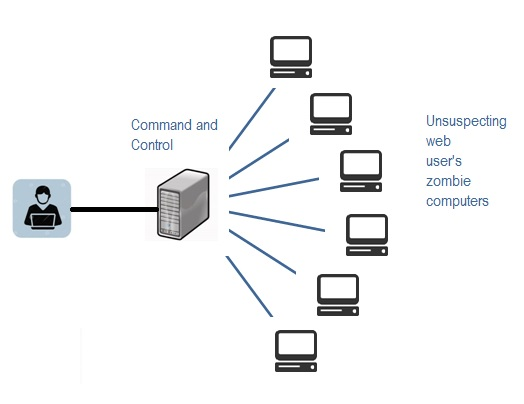 Command and
Control
Unsuspecting
web
user's
zombie
computers